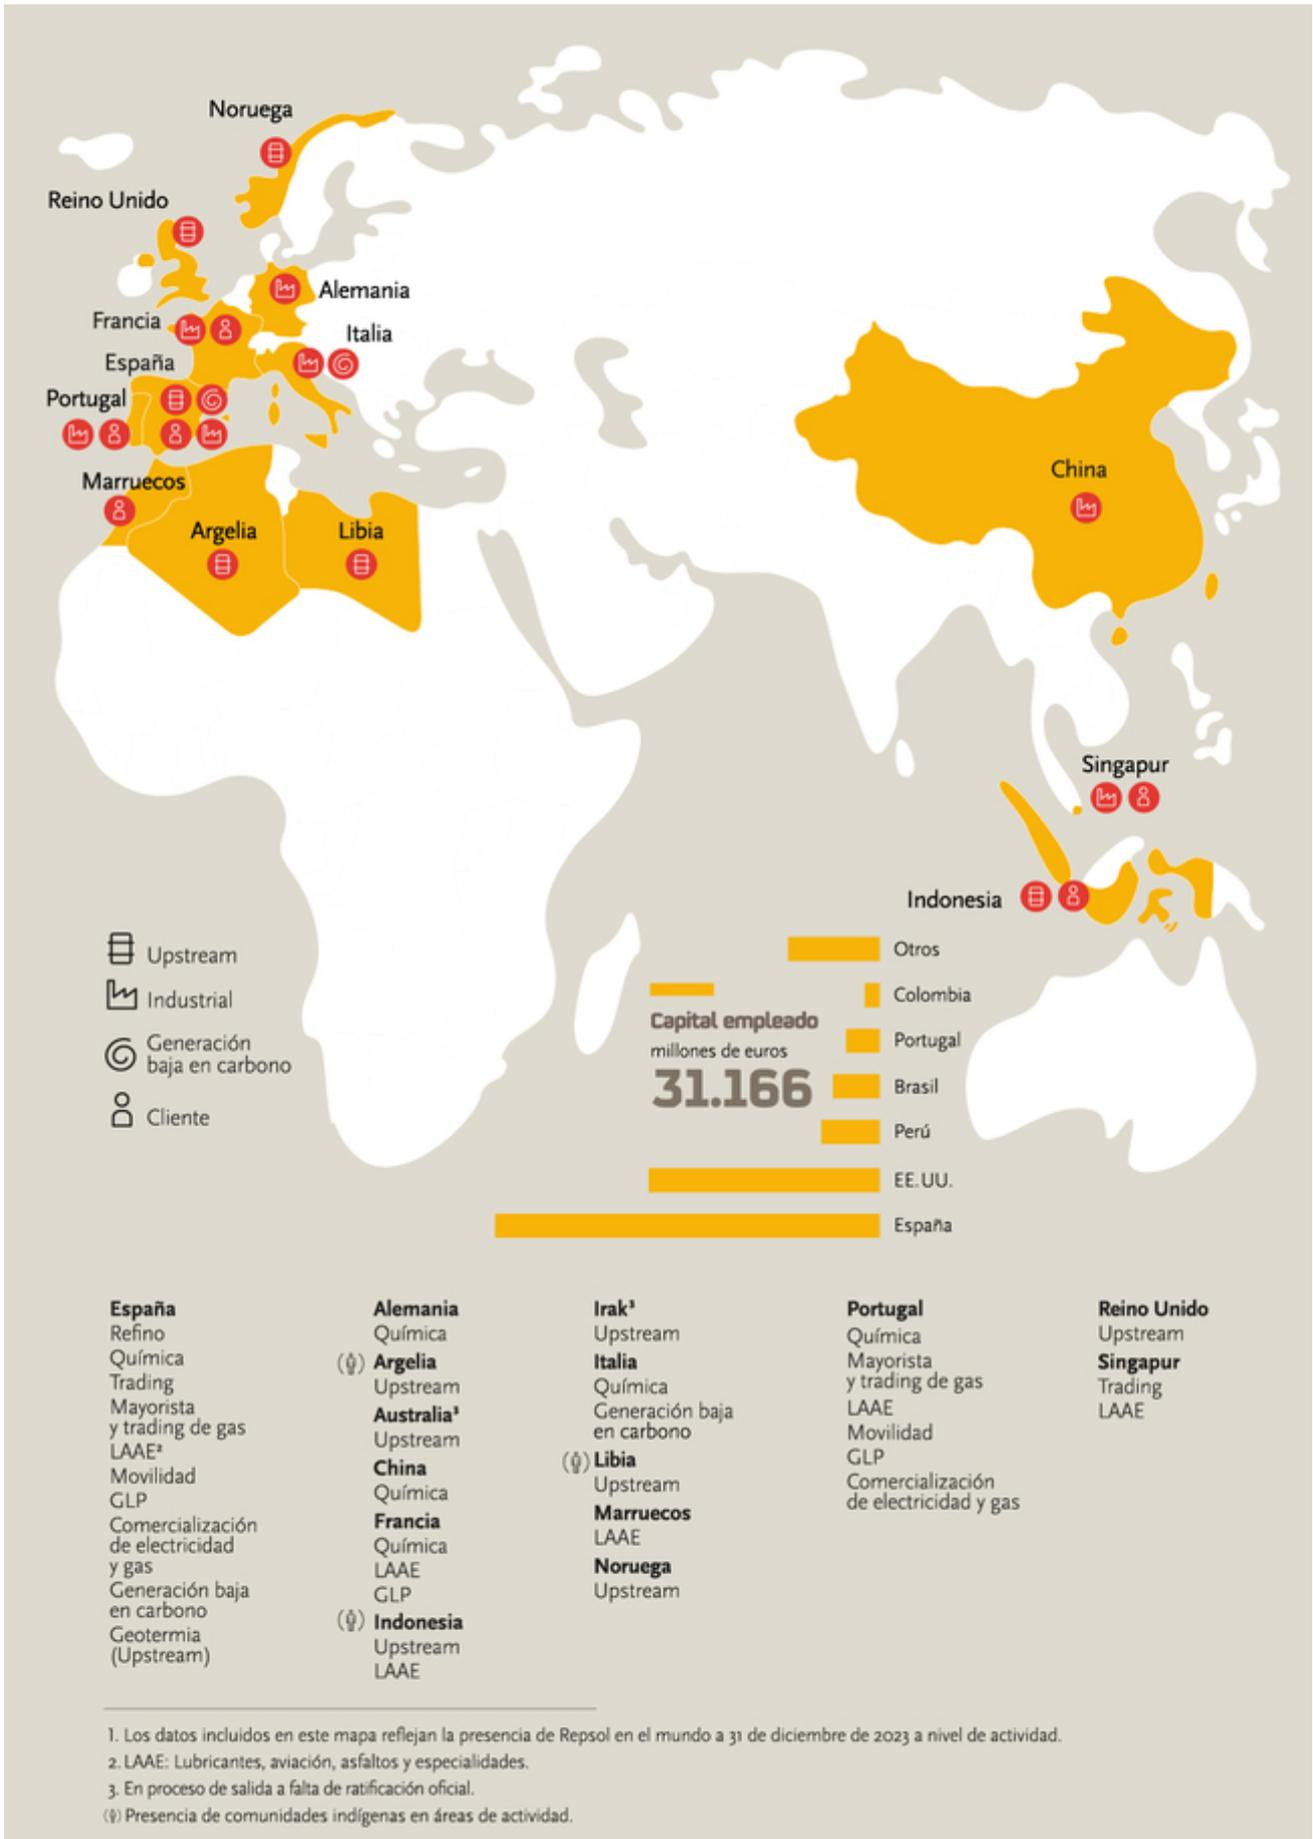 Noruega
Reino Unido
Alemania
Francia
Italia
España
Portugal
Marruecos
Argelia
Libia
China
Singapur
Indonesia
Upstream
Industrial
Generación
baja en carbono
Cliente
Capital empleado
millones de euros
31.166
Otros
Colombia
Portugal
Brasil
Perú
EE.UU.
España
España
Refino
Química
Trading
Mayorista
y trading de gas
LAAE²
Movilidad
GLP
Comercialización
de electricidad
y gas
Generación baja
en carbono
Geotermia
(Upstream)
Alemania
Química
Argelia
Upstream
Australia³
Upstream
China
Química
Francia
Química
LAAE
GLP
Indonesia
Upstream
LAAE
Irak³
Upstream
Italia
Química
Generación baja
en carbono
Libia
Upstream
Marruecos
LAAE
Noruega
Upstream
Portugal
Química
Mayorista
y trading de gas
LAAE
Movilidad
GLP
Comercialización
de electricidad y gas
Reino Unido
Upstream
Singapur
Trading
LAAE
1. Los datos incluidos en este mapa reflejan la presencia de Repsol en el mundo a 31 de diciembre de 2023 a nivel de actividad.
2. LAAE: Lubricantes, aviación, asfaltos y especialidades.
3. En proceso de salida a falta de ratificación oficial.
Presencia de comunidades indígenas en áreas de actividad.